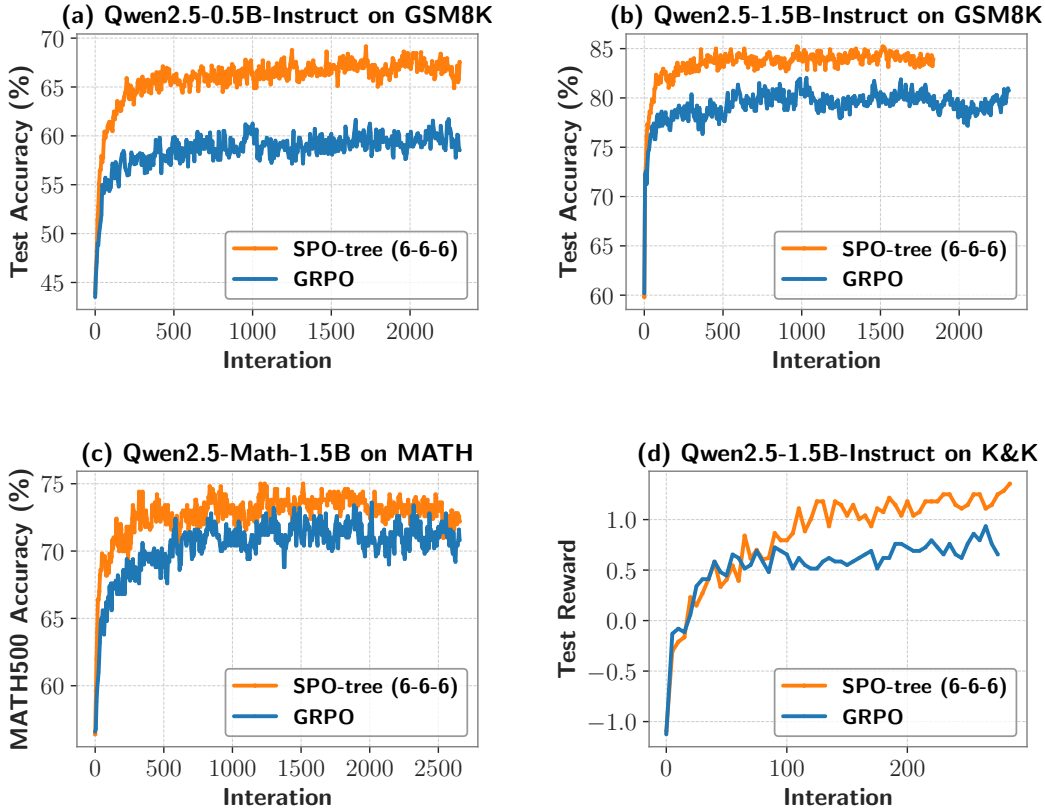 (a) Qwen2.5-0.5B-Instruct on GSM8K
Test Accuracy (%)
70
65
60
55
50
45
SPO-tree (6-6-6)
GRPO
0 500 1000 1500 2000
Interation
(b) Qwen2.5-1.5B-Instruct on GSM8K
Test Accuracy (%)
85
80
75
70
65
60
SPO-tree (6-6-6)
GRPO
0 500 1000 1500 2000
Interation
(c) Qwen2.5-Math-1.5B on MATH
MATH500 Accuracy (%)
75
70
65
60
SPO-tree (6-6-6)
GRPO
0 500 1000 1500 2000 2500
Interation
(d) Qwen2.5-1.5B-Instruct on K&K
Test Reward
1.0
0.5
0.0
−0.5
−1.0
SPO-tree (6-6-6)
GRPO
0 100 200
Interation